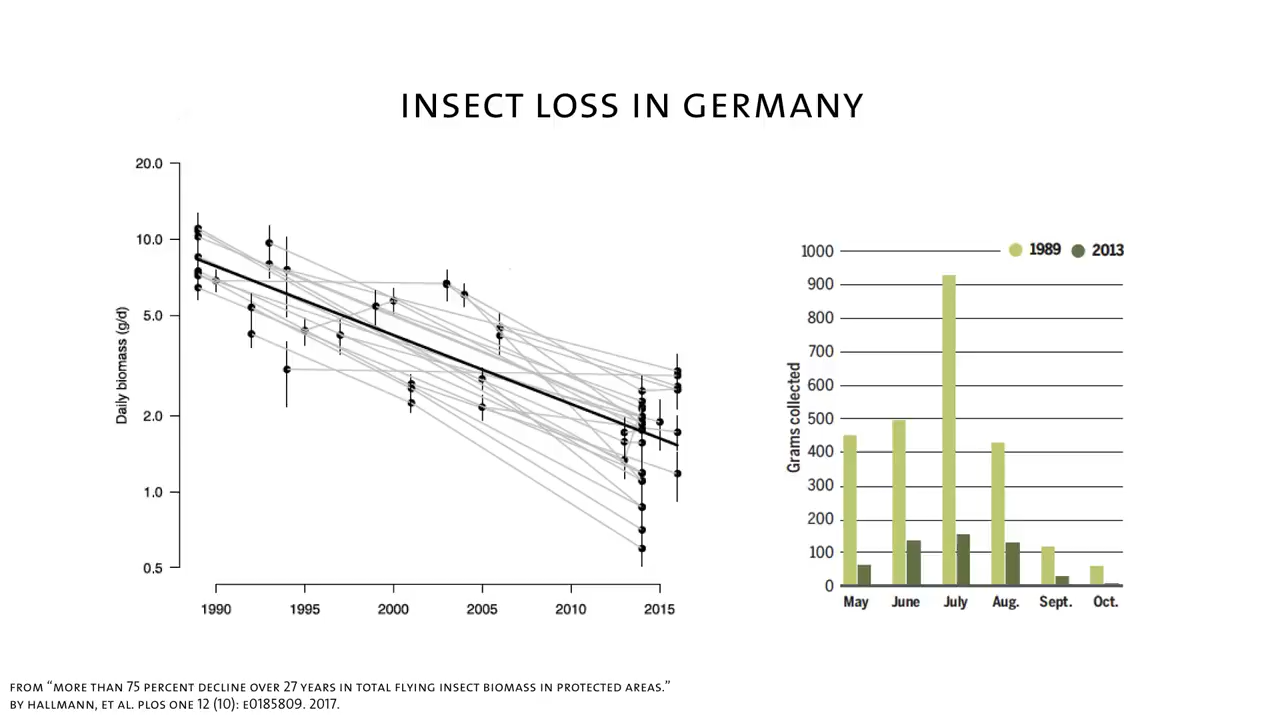 INSECT LOSS IN GERMANY
20.0
10.0
5.0
2.0
1.0
0.5
Daily biomass (g/d)
1990 1995 2000 2005 2010 2015
1989 2013
1000
900
800
700
600
500
400
300
200
100
0
Grams collected
May June July Aug. Sept. Oct.
FROM “MORE THAN 75 PERCENT DECLINE OVER 27 YEARS IN TOTAL FLYING INSECT BIOMASS IN PROTECTED AREAS.”
BY HALLMANN, ET AL. PLOS ONE 12 (10): E0185809. 2017.